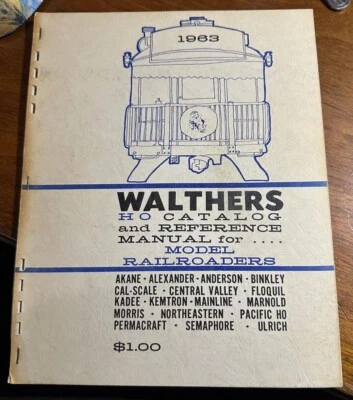 1963
WALTHERS
HO CATALOG
and REFERENCE
MANUAL for ....
MODEL
RAILROADERS
AKANE • ALEXANDER • ANDERSON • BINKLEY
CAL-SCALE • CENTRAL VALLEY • FLOQUIL
KADEE • KEMTRON • MAINLINE • MARNOLD
MORRIS • NORTHEASTERN • PACIFIC HO
PERMACRAFT • SEMAPHORE • ULRICH
$1.00